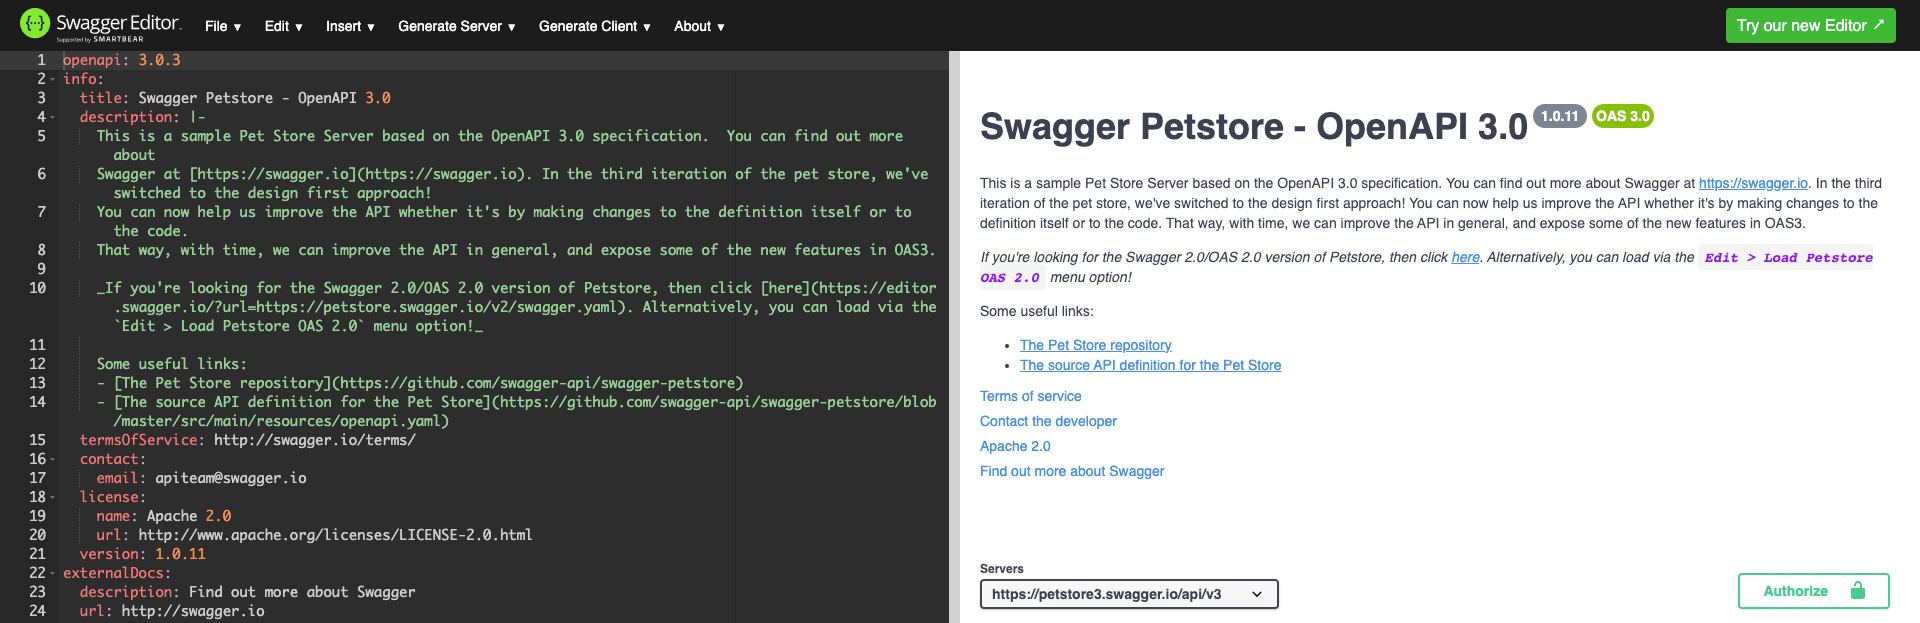 Swagger Editor.
Supported by SMARTBEAR
File ▾ Edit ▾ Insert ▾ Generate Server ▾ Generate Client ▾ About ▾
Try our new Editor ↗
1 openapi: 3.0.3
2 info:
3 title: Swagger Petstore - OpenAPI 3.0
4 description: |-
5 This is a sample Pet Store Server based on the OpenAPI 3.0 specification.  You can find out more
about
6 Swagger at [https://swagger.io](https://swagger.io). In the third iteration of the pet store, we've
switched to the design first approach!
7 You can now help us improve the API whether it's by making changes to the definition itself or to
the code.
8 That way, with time, we can improve the API in general, and expose some of the new features in OAS3.
9
10 _If you're looking for the Swagger 2.0/OAS 2.0 version of Petstore, then click [here](https://editor
.swagger.io/?url=https://petstore.swagger.io/v2/swagger.yaml). Alternatively, you can load via the
`Edit > Load Petstore OAS 2.0` menu option!_
11
12 Some useful links:
13 - [The Pet Store repository](https://github.com/swagger-api/swagger-petstore)
14 - [The source API definition for the Pet Store](https://github.com/swagger-api/swagger-petstore/blob
/master/src/main/resources/openapi.yaml)
15 termsOfService: http://swagger.io/terms/
16 contact:
17 email: apiteam@swagger.io
18 license:
19 name: Apache 2.0
20 url: http://www.apache.org/licenses/LICENSE-2.0.html
21 version: 1.0.11
22 externalDocs:
23 description: Find out more about Swagger
24 url: http://swagger.io
Swagger Petstore - OpenAPI 3.0 1.0.11 OAS 3.0
This is a sample Pet Store Server based on the OpenAPI 3.0 specification. You can find out more about Swagger at https://swagger.io. In the third
iteration of the pet store, we've switched to the design first approach! You can now help us improve the API whether it's by making changes to the
definition itself or to the code. That way, with time, we can improve the API in general, and expose some of the new features in OAS3.
If you're looking for the Swagger 2.0/OAS 2.0 version of Petstore, then click here. Alternatively, you can load via the Edit > Load Petstore
OAS 2.0 menu option!
Some useful links:
• The Pet Store repository
• The source API definition for the Pet Store
Terms of service
Contact the developer
Apache 2.0
Find out more about Swagger
Servers
https://petstore3.swagger.io/api/v3
Authorize